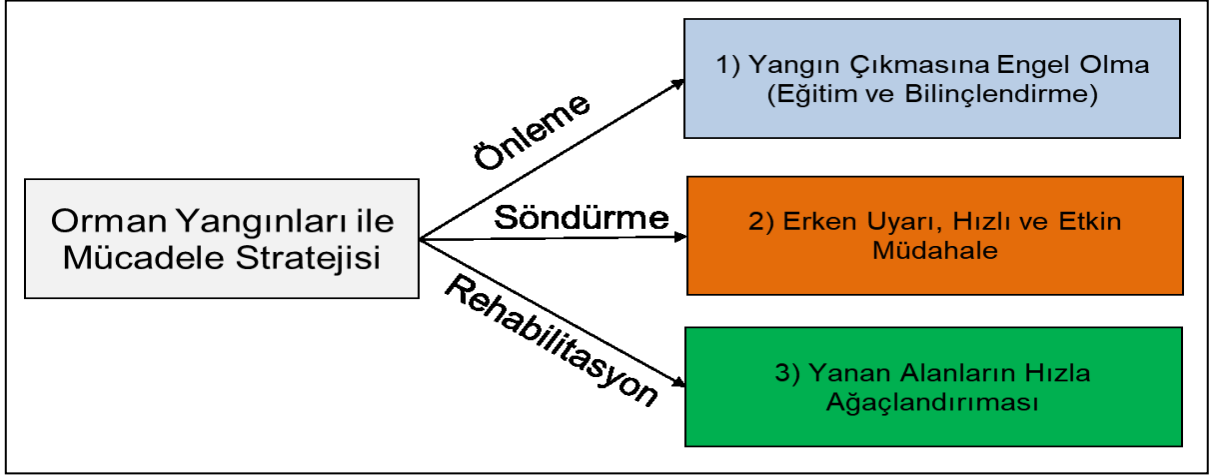 1) Yangın Çıkmasına Engel Olma
(Eğitim ve Bilinçlendirme)
Önleme
Orman Yangınları ile
Mücadele Stratejisi
Söndürme
2) Erken Uyarı, Hızlı ve Etkin
Müdahale
Rehabilitasyon
3) Yanan Alanların Hızla
Ağaçlandırıması